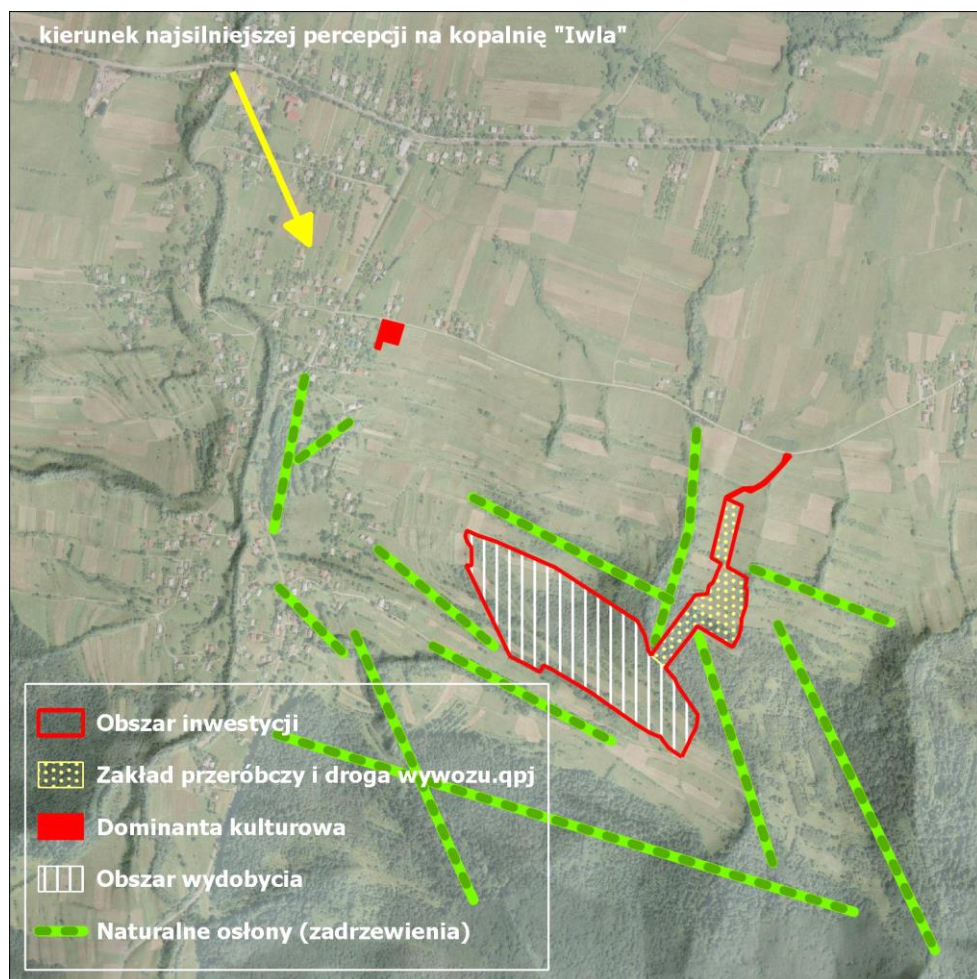 kierunek najsilniejszej percepcji na kopalnię "Iwla"
Obszar inwestycji
Zakład przeróbczy i droga wywozu.qpj
Dominanta kulturowa
Obszar wydobycia
Naturalne osłony (zadrzewienia)